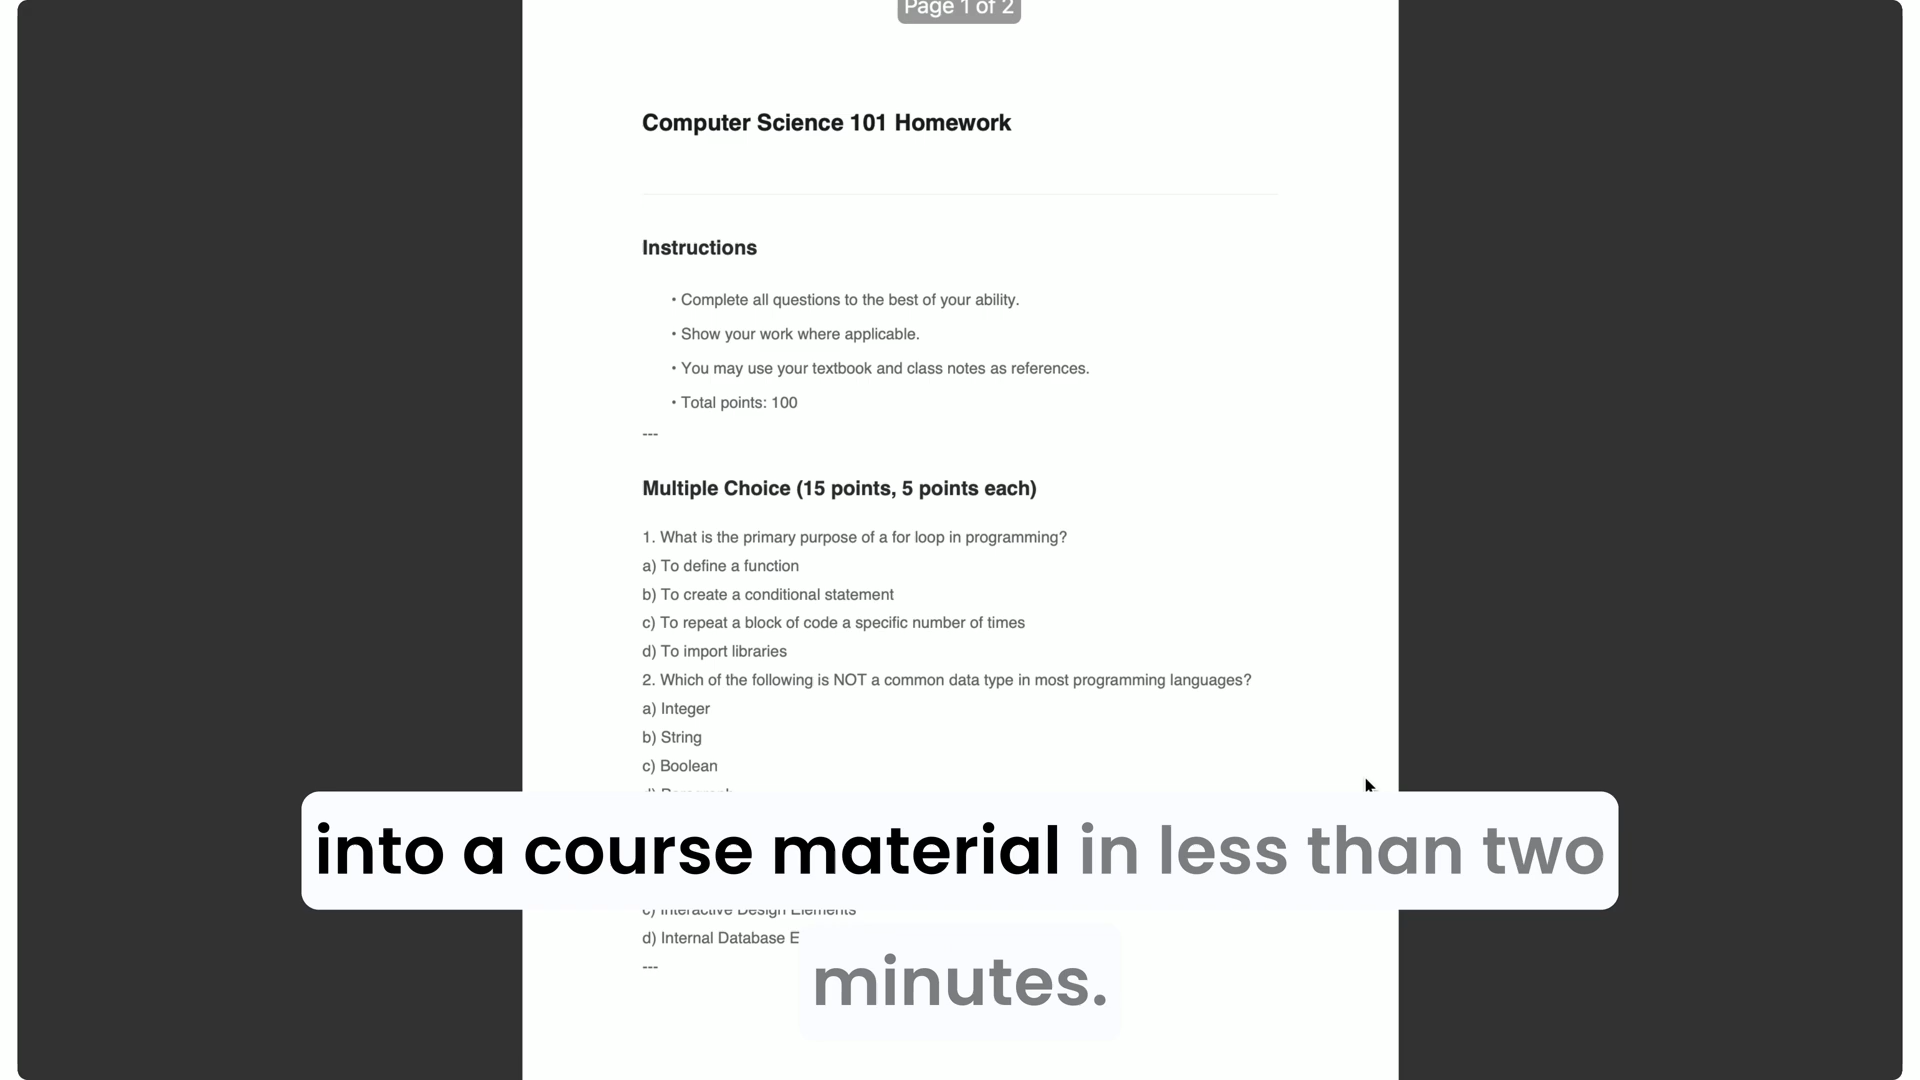 Page 1 of 2
Computer Science 101 Homework
Instructions
• Complete all questions to the best of your ability.
• Show your work where applicable.
• You may use your textbook and class notes as references.
• Total points: 100
---
Multiple Choice (15 points, 5 points each)
1. What is the primary purpose of a for loop in programming?
a) To define a function
b) To create a conditional statement
c) To repeat a block of code a specific number of times
d) To import libraries
2. Which of the following is NOT a common data type in most programming languages?
a) Integer
b) String
c) Boolean
d) Paragraph
into a course material in less than two
c) Interactive Design Elements
d) Internal Database E
---
minutes.